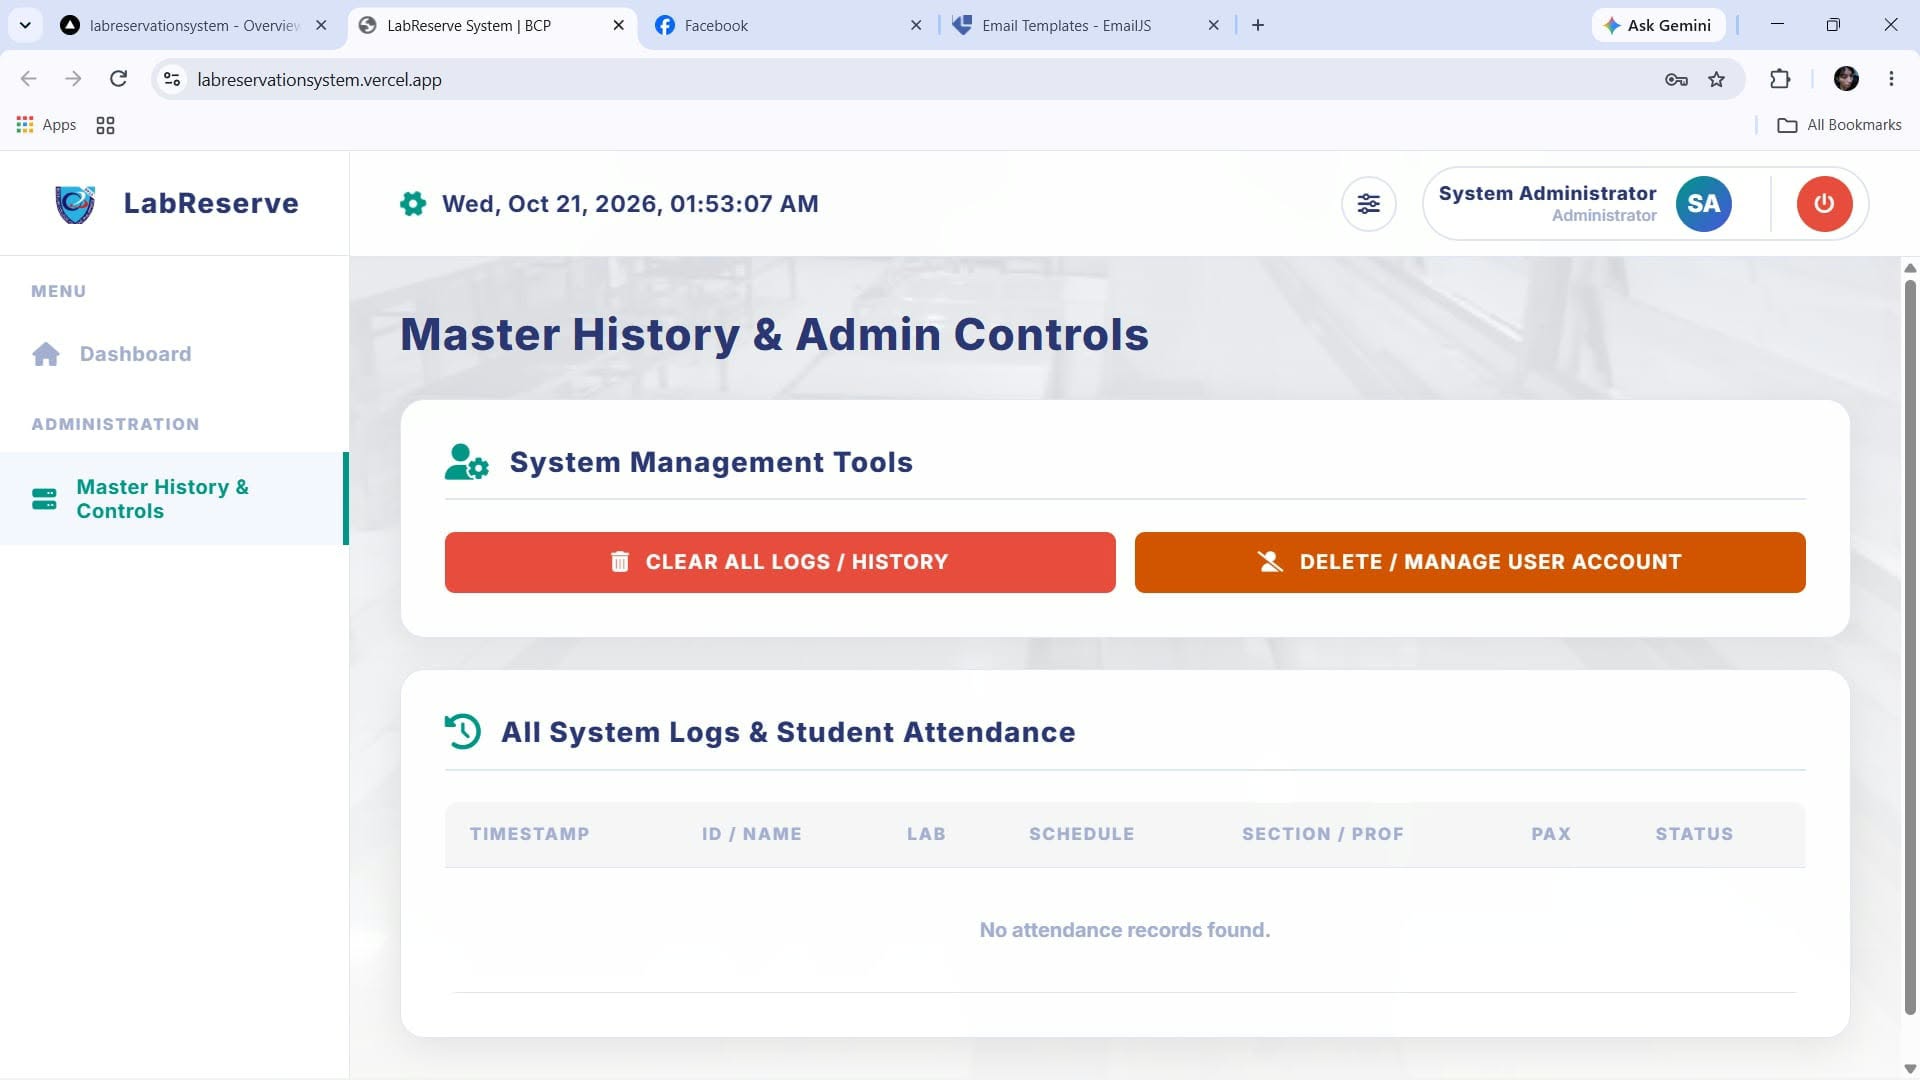 labreservationsystem - Overview
LabReserve System | BCP
Facebook
Email Templates - EmailJS
Ask Gemini
labreservationsystem.vercel.app
Apps
All Bookmarks
LabReserve
Wed, Oct 21, 2026, 01:53:07 AM
System Administrator
Administrator
SA
MENU
Dashboard
ADMINISTRATION
Master History &
Controls
Master History & Admin Controls
System Management Tools
CLEAR ALL LOGS / HISTORY
DELETE / MANAGE USER ACCOUNT
All System Logs & Student Attendance
TIMESTAMP ID / NAME LAB SCHEDULE SECTION / PROF PAX STATUS
No attendance records found.